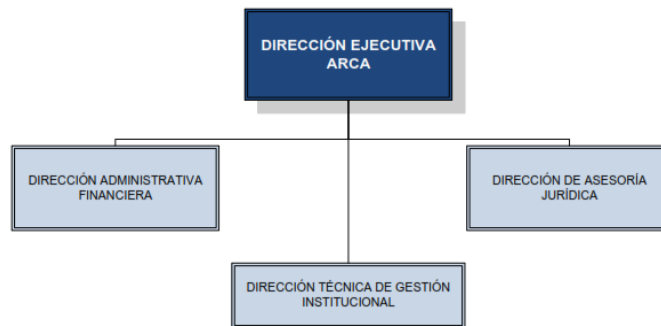 DIRECCIÓN EJECUTIVA
ARCA
DIRECCIÓN ADMINISTRATIVA
FINANCIERA
DIRECCIÓN DE ASESORÍA
JURÍDICA
DIRECCIÓN TÉCNICA DE GESTIÓN
INSTITUCIONAL